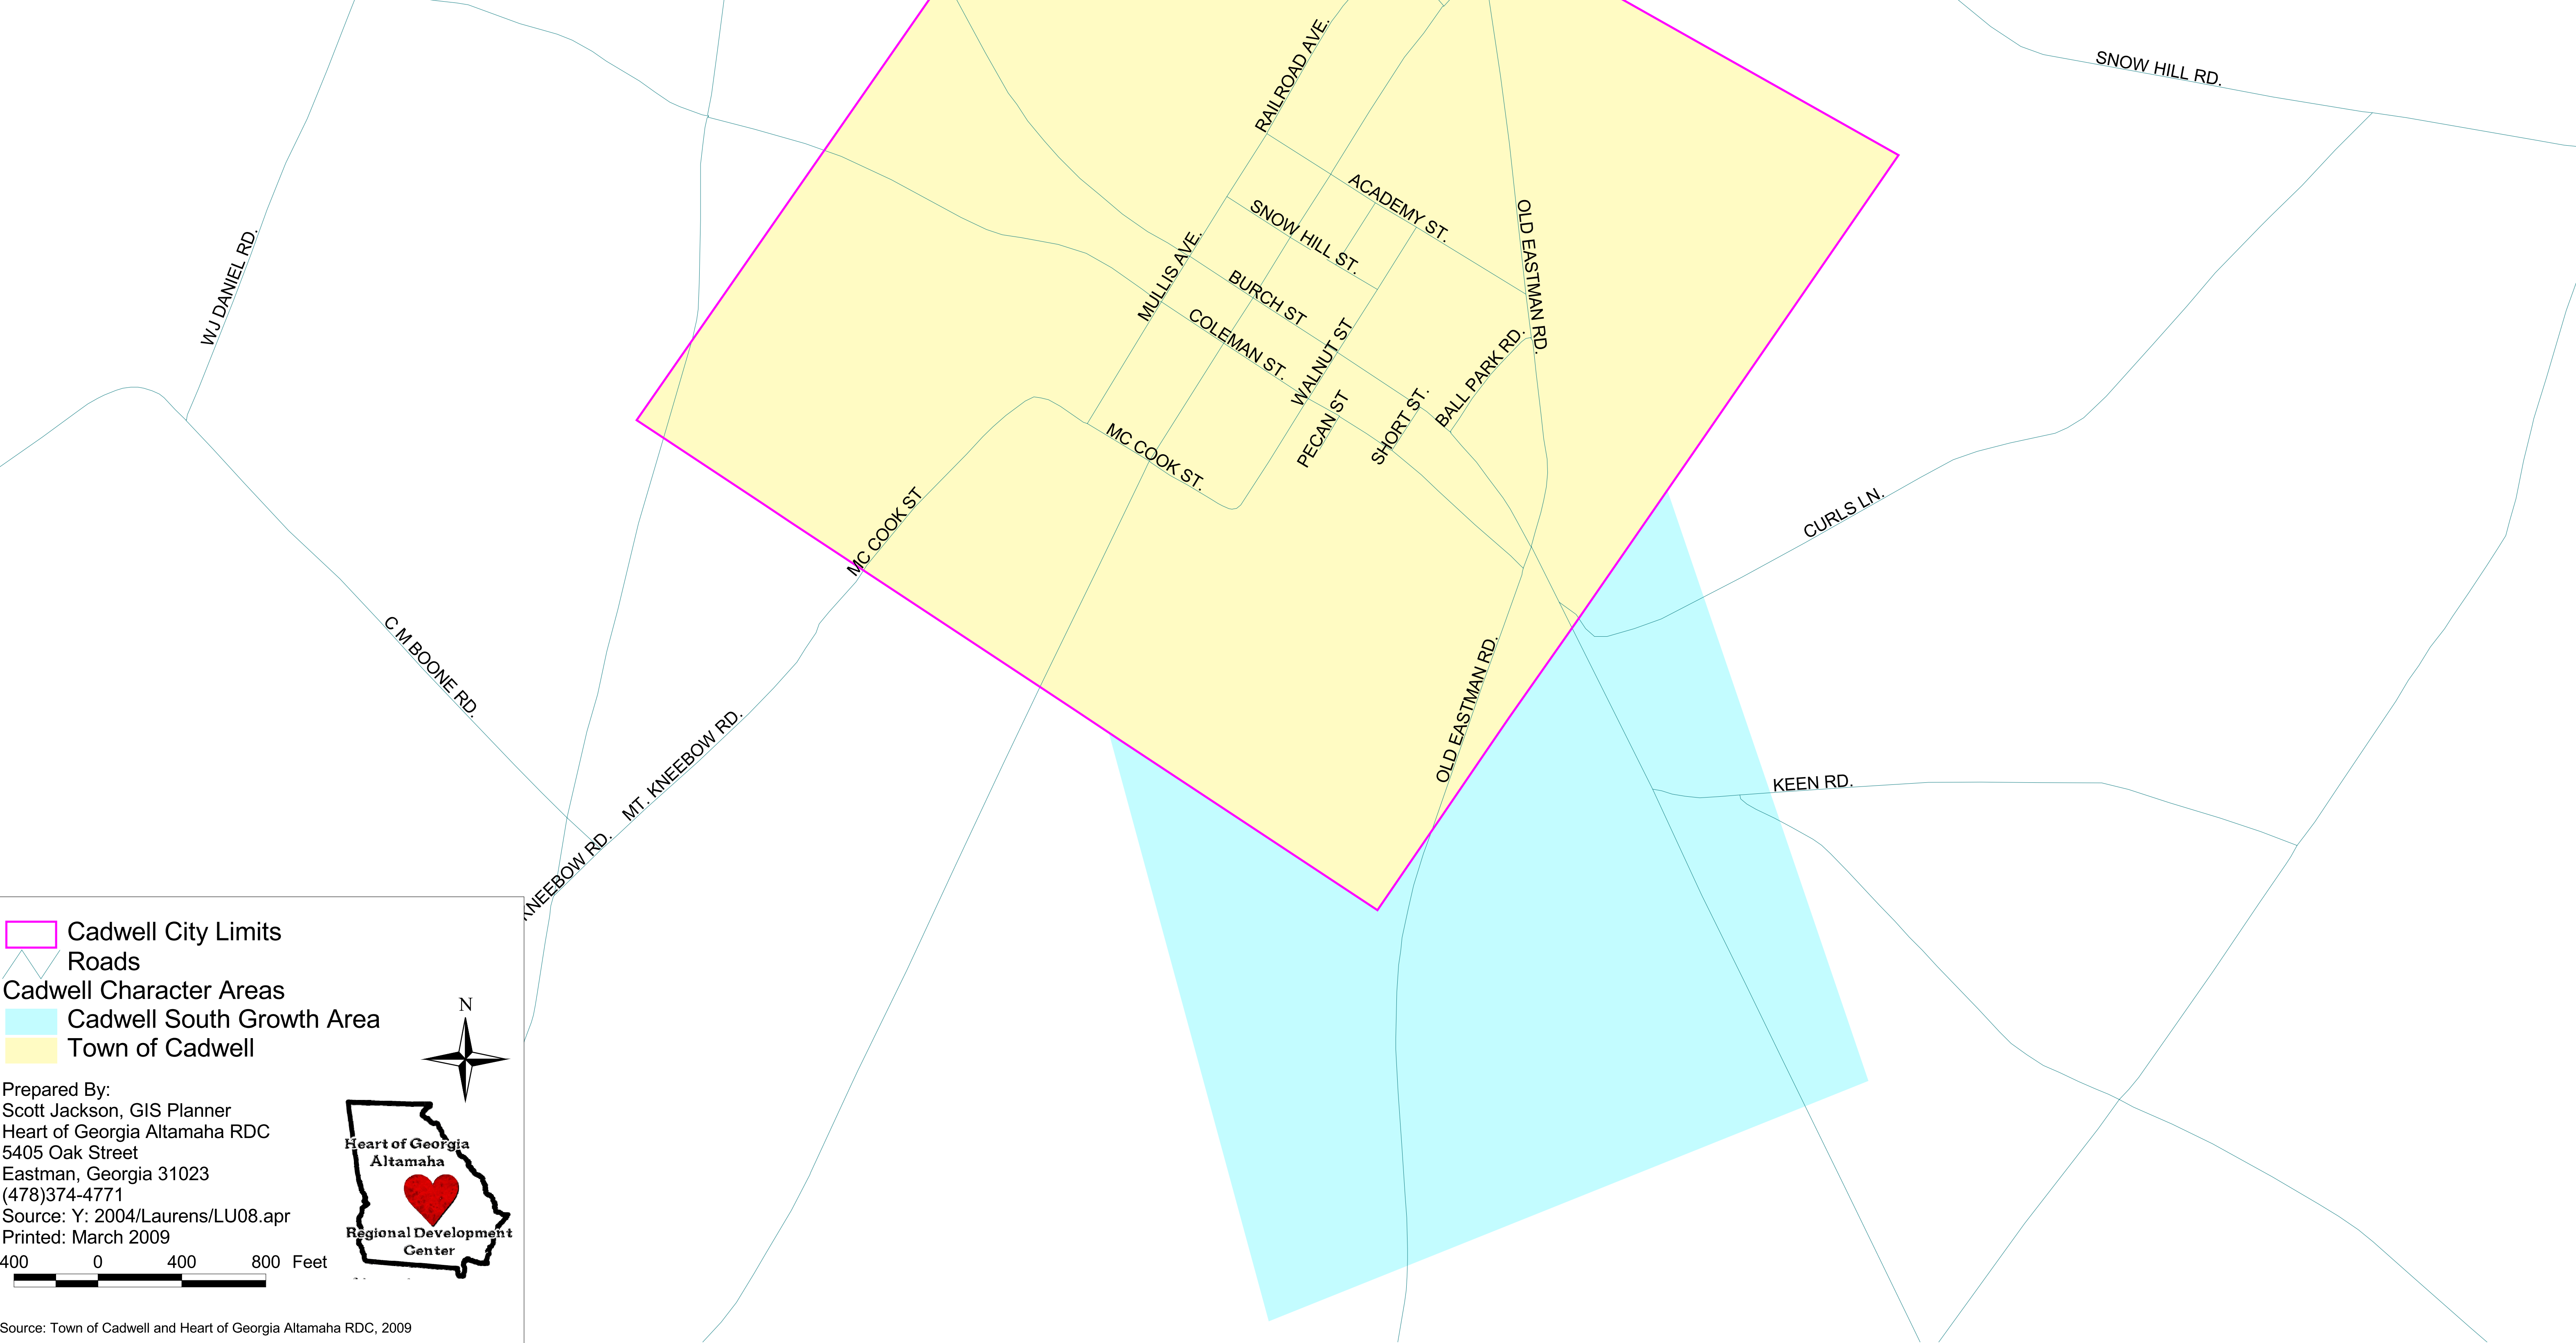 SNOW HILL RD.
RAILROAD AVE.
ACADEMY ST.
SNOW HILL ST.
OLD EASTMAN RD.
MULLIS AVE.
WJ DANIEL RD.
BURCH ST
COLEMAN ST.
WALNUT ST
BALL PARK RD.
PECAN ST
SHORT ST.
MC COOK ST.
MC COOK ST
CURLS LN.
C M BOONE RD.
OLD EASTMAN RD.
MT. KNEEBOW RD.
KEEN RD.
KNEEBOW RD.
Cadwell City Limits
Roads
Cadwell Character Areas
Cadwell South Growth Area
Town of Cadwell
N
Prepared By:
Scott Jackson, GIS Planner
Heart of Georgia Altamaha RDC
5405 Oak Street
Eastman, Georgia 31023
(478)374-4771
Source: Y: 2004/Laurens/LU08.apr
Printed: March 2009
Heart of Georgia
Altamaha
Regional Development
Center
400 0 400 800 Feet
Source: Town of Cadwell and Heart of Georgia Altamaha RDC, 2009